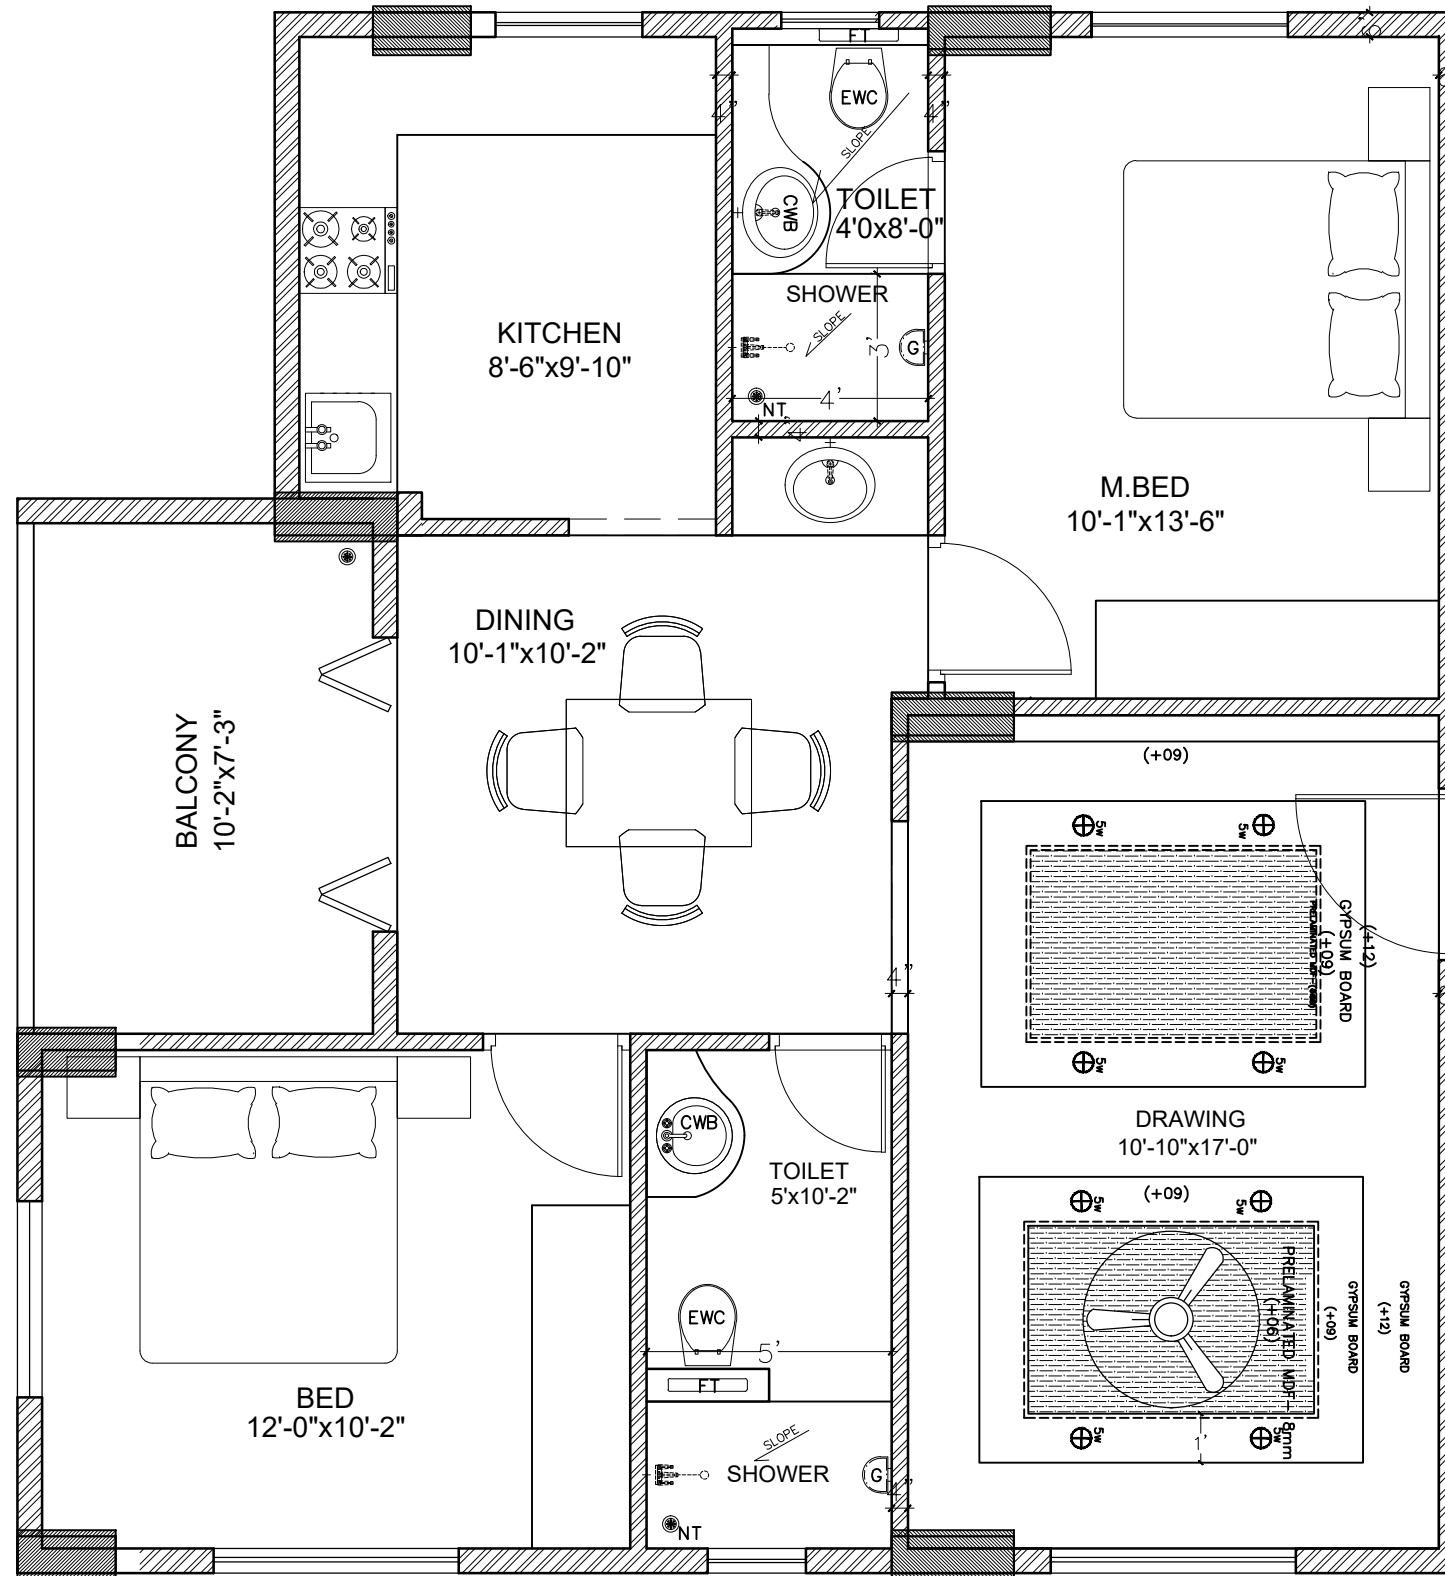 FT
5"
EWC
4"
4"
SLOPE
CWB
TOILET
4'0x8'-0"
SHOWER
SLOPE
3'
G
4'
NT
4"
KITCHEN
8'-6"x9'-10"
M.BED
10'-1"x13'-6"
DINING
10'-1"x10'-2"
BALCONY
10'-2"x7'-3"
(+09)
5w
5w
GYPSUM BOARD
(+09)
(+12)
5w
5w
4"
DRAWING
10'-10"x17'-0"
CWB
TOILET
5'x10'-2"
(+09)
5w
5w
PRELAMINATED MDF - 8mm
(+06)
GYPSUM BOARD
(+09)
GYPSUM BOARD
(+12)
EWC
5'
FT
BED
12'-0"x10'-2"
5w
5w
1'
SLOPE
SHOWER
G
4"
NT